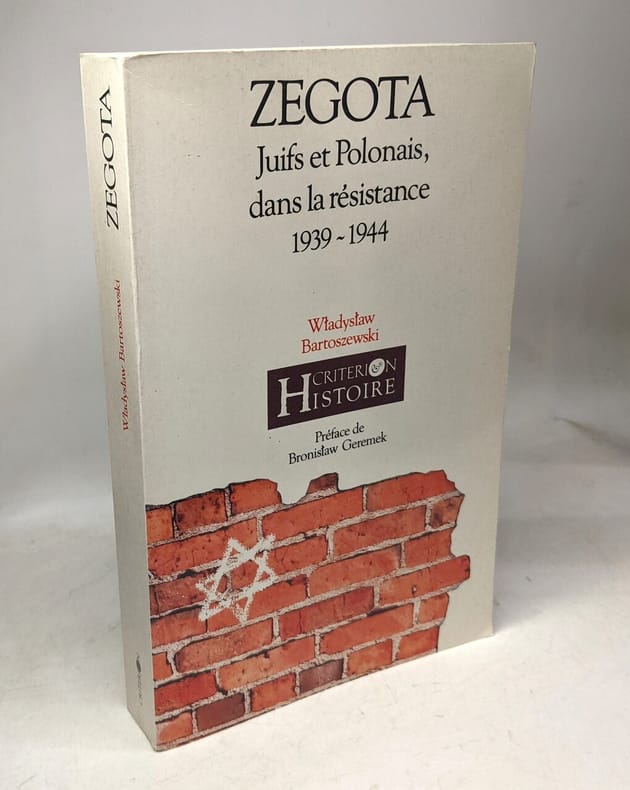 ZEGOTA
Juifs et Polonais,
dans la résistance
1939~1944
Władysław
Bartoszewski
CRITERION
HISTOIRE
Préface de
Bronisław Geremek
ZEGOTA
Władysław Bartoszewski
CRITERION